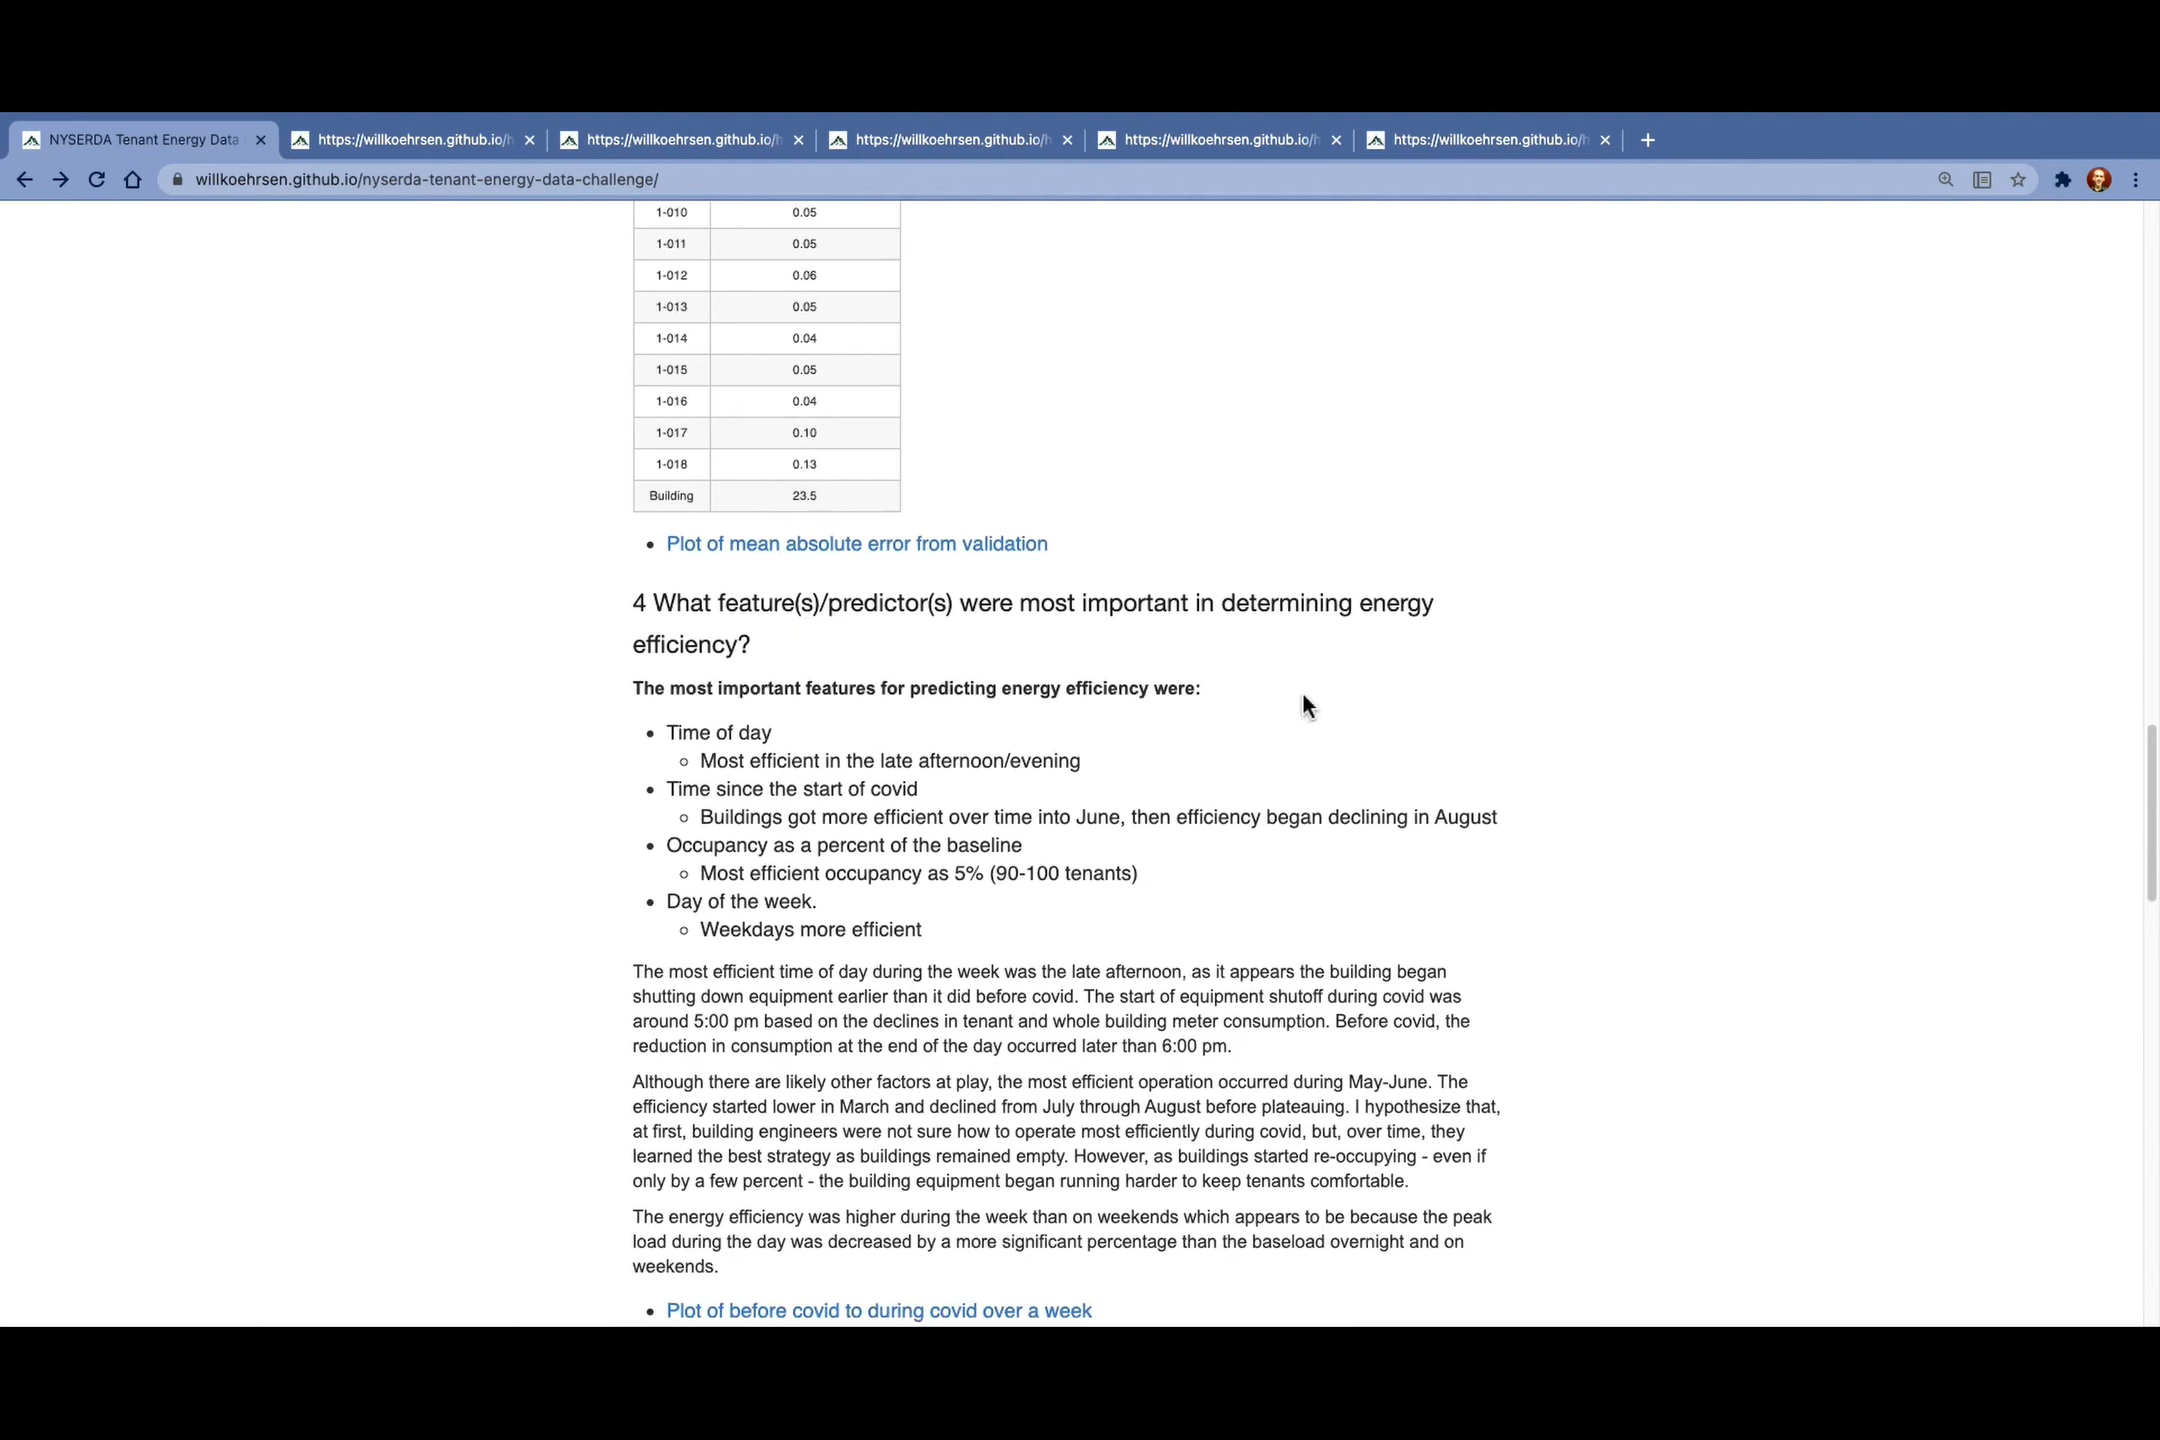 NYSERDA Tenant Energy Data
https://willkoehrsen.github.io/
https://willkoehrsen.github.io/
https://willkoehrsen.github.io/
https://willkoehrsen.github.io/
https://willkoehrsen.github.io/
willkoehrsen.github.io/nyserda-tenant-energy-data-challenge/
1-010 0.05
1-011 0.05
1-012 0.06
1-013 0.05
1-014 0.04
1-015 0.05
1-016 0.04
1-017 0.10
1-018 0.13
Building 23.5
• Plot of mean absolute error from validation
4 What feature(s)/predictor(s) were most important in determining energy
efficiency?
The most important features for predicting energy efficiency were:
• Time of day
○ Most efficient in the late afternoon/evening
• Time since the start of covid
○ Buildings got more efficient over time into June, then efficiency began declining in August
• Occupancy as a percent of the baseline
○ Most efficient occupancy as 5% (90-100 tenants)
• Day of the week.
○ Weekdays more efficient
The most efficient time of day during the week was the late afternoon, as it appears the building began
shutting down equipment earlier than it did before covid. The start of equipment shutoff during covid was
around 5:00 pm based on the declines in tenant and whole building meter consumption. Before covid, the
reduction in consumption at the end of the day occurred later than 6:00 pm.
Although there are likely other factors at play, the most efficient operation occurred during May-June. The
efficiency started lower in March and declined from July through August before plateauing. I hypothesize that,
at first, building engineers were not sure how to operate most efficiently during covid, but, over time, they
learned the best strategy as buildings remained empty. However, as buildings started re-occupying - even if
only by a few percent - the building equipment began running harder to keep tenants comfortable.
The energy efficiency was higher during the week than on weekends which appears to be because the peak
load during the day was decreased by a more significant percentage than the baseload overnight and on
weekends.
• Plot of before covid to during covid over a week